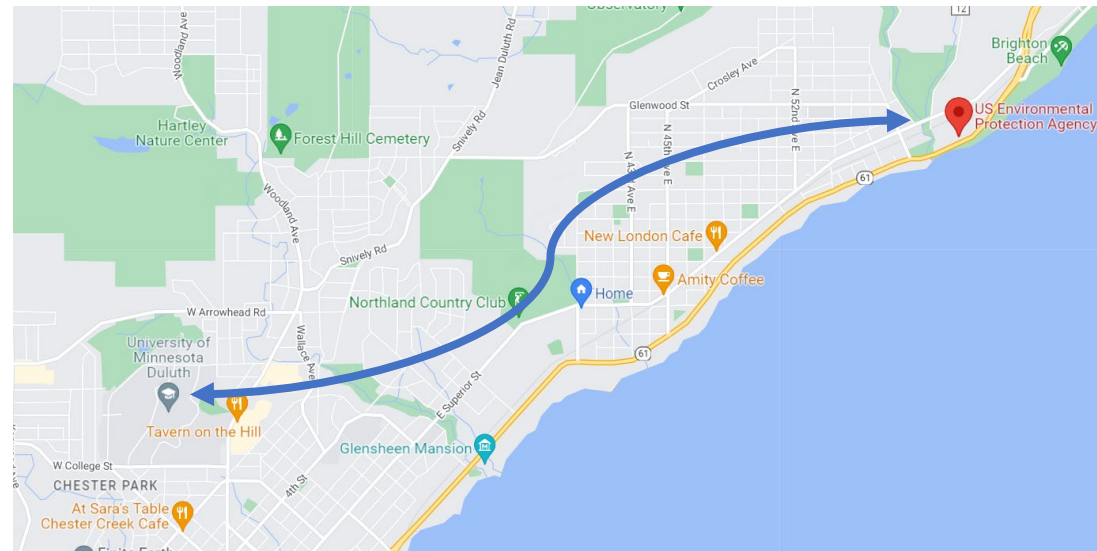 Observatory
12
Woodland Ave
Jean Duluth Rd
Brighton
Beach
Crosley Ave
Glenwood St
N 52nd Ave E
US Environmental
Protection Agency
Hartley
Nature Center
Forest Hill Cemetery
Snively Rd
N 45th Ave E
N 43rd Ave E
61
Woodland Ave
New London Cafe
Snively Rd
Amity Coffee
Home
Northland Country Club
W Arrowhead Rd
University of
Minnesota
Duluth
Wallace Ave
61
E Superior St
Tavern on the Hill
Glensheen Mansion
W College St
CHESTER PARK
4th St
At Sara's Table
Chester Creek Cafe